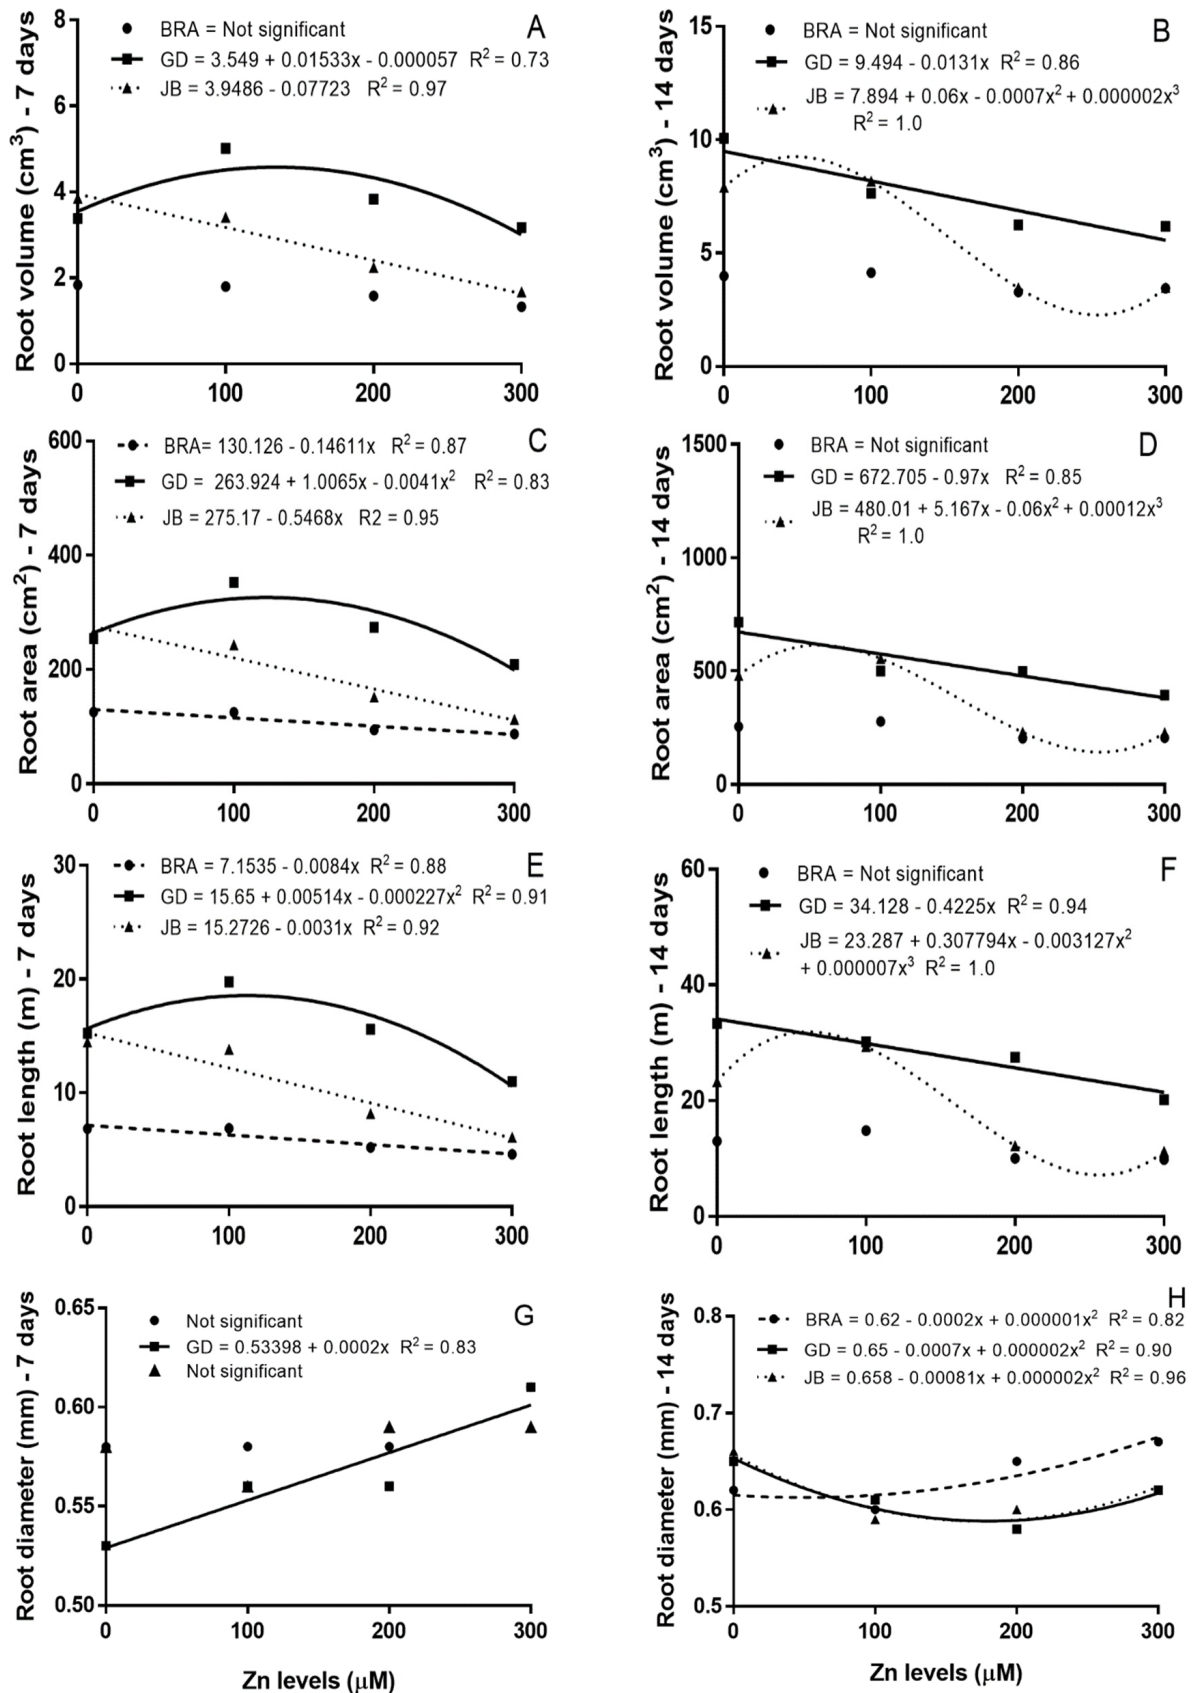 A
BRA = Not significant
GD = 3.549 + 0.01533x - 0.000057 R² = 0.73
JB = 3.9486 - 0.07723 R² = 0.97
Root volume (cm³) - 7 days
8
6
4
2
0
0 100 200 300
B
BRA = Not significant
GD = 9.494 - 0.0131x R² = 0.86
JB = 7.894 + 0.06x - 0.0007x² + 0.000002x³
R² = 1.0
Root volume (cm³) - 14 days
15
10
5
0
0 100 200 300
C
BRA= 130.126 - 0.14611x R² = 0.87
GD = 263.924 + 1.0065x - 0.0041x² R² = 0.83
JB = 275.17 - 0.5468x R2 = 0.95
Root area (cm²) - 7 days
600
400
200
0
0 100 200 300
D
BRA = Not significant
GD = 672.705 - 0.97x R² = 0.85
JB = 480.01 + 5.167x - 0.06x² + 0.00012x³
R² = 1.0
Root area (cm²) - 14 days
1500
1000
500
0
0 100 200 300
E
BRA = 7.1535 - 0.0084x R² = 0.88
GD = 15.65 + 0.00514x - 0.000227x² R² = 0.91
JB = 15.2726 - 0.0031x R² = 0.92
Root length (m) - 7 days
30
20
10
0
0 100 200 300
F
BRA = Not significant
GD = 34.128 - 0.4225x R² = 0.94
JB = 23.287 + 0.307794x - 0.003127x²
+ 0.000007x³ R² = 1.0
Root length (m) - 14 days
60
40
20
0
0 100 200 300
G
Not significant
GD = 0.53398 + 0.0002x R² = 0.83
Not significant
Root diameter (mm) - 7 days
0.65
0.60
0.55
0.50
0 100 200 300
Zn levels (μM)
H
BRA = 0.62 - 0.0002x + 0.000001x² R² = 0.82
GD = 0.65 - 0.0007x + 0.000002x² R² = 0.90
JB = 0.658 - 0.00081x + 0.000002x² R² = 0.96
Root diameter (mm) - 14 days
0.8
0.7
0.6
0.5
0 100 200 300
Zn levels (μM)